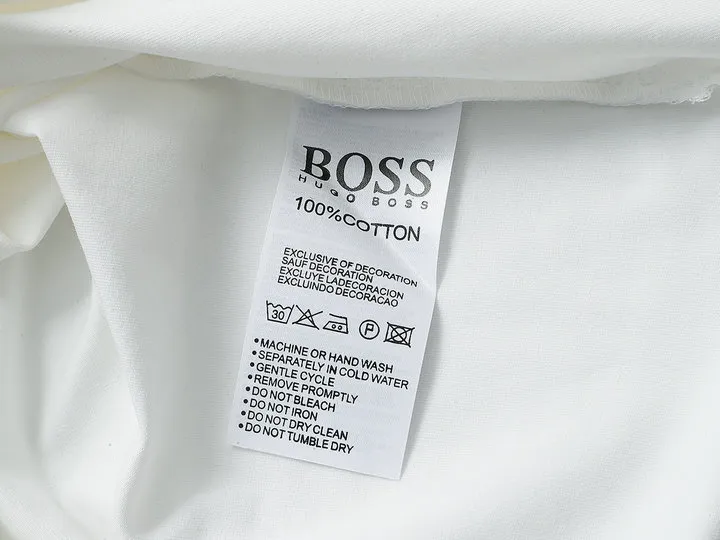 BOSS
HUGO BOSS
100%COTTON
EXCLUSIVE OF DECORATION
SAUF DECORATION
EXCLUYE LADECORACION
EXCLUINDO DECORACAO
30 P
•MACHINE OR HAND WASH
•SEPARATELY IN COLD WATER
•GENTLE CYCLE
•REMOVE PROMPTLY
•DO NOT BLEACH
•DO NOT IRON
•DO NOT DRY CLEAN
•DO NOT TUMBLE DRY